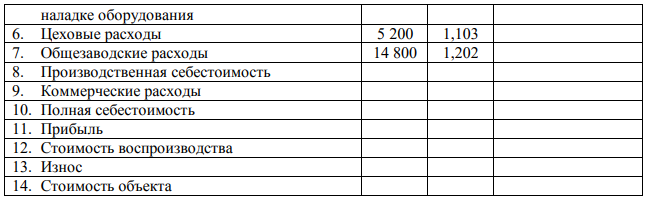 наладке оборудования
6. Цеховые расходы 5 200 1,103
7. Общезаводские расходы 14 800 1,202
8. Производственная себестоимость
9. Коммерческие расходы
10. Полная себестоимость
11. Прибыль
12. Стоимость воспроизводства
13. Износ
14. Стоимость объекта